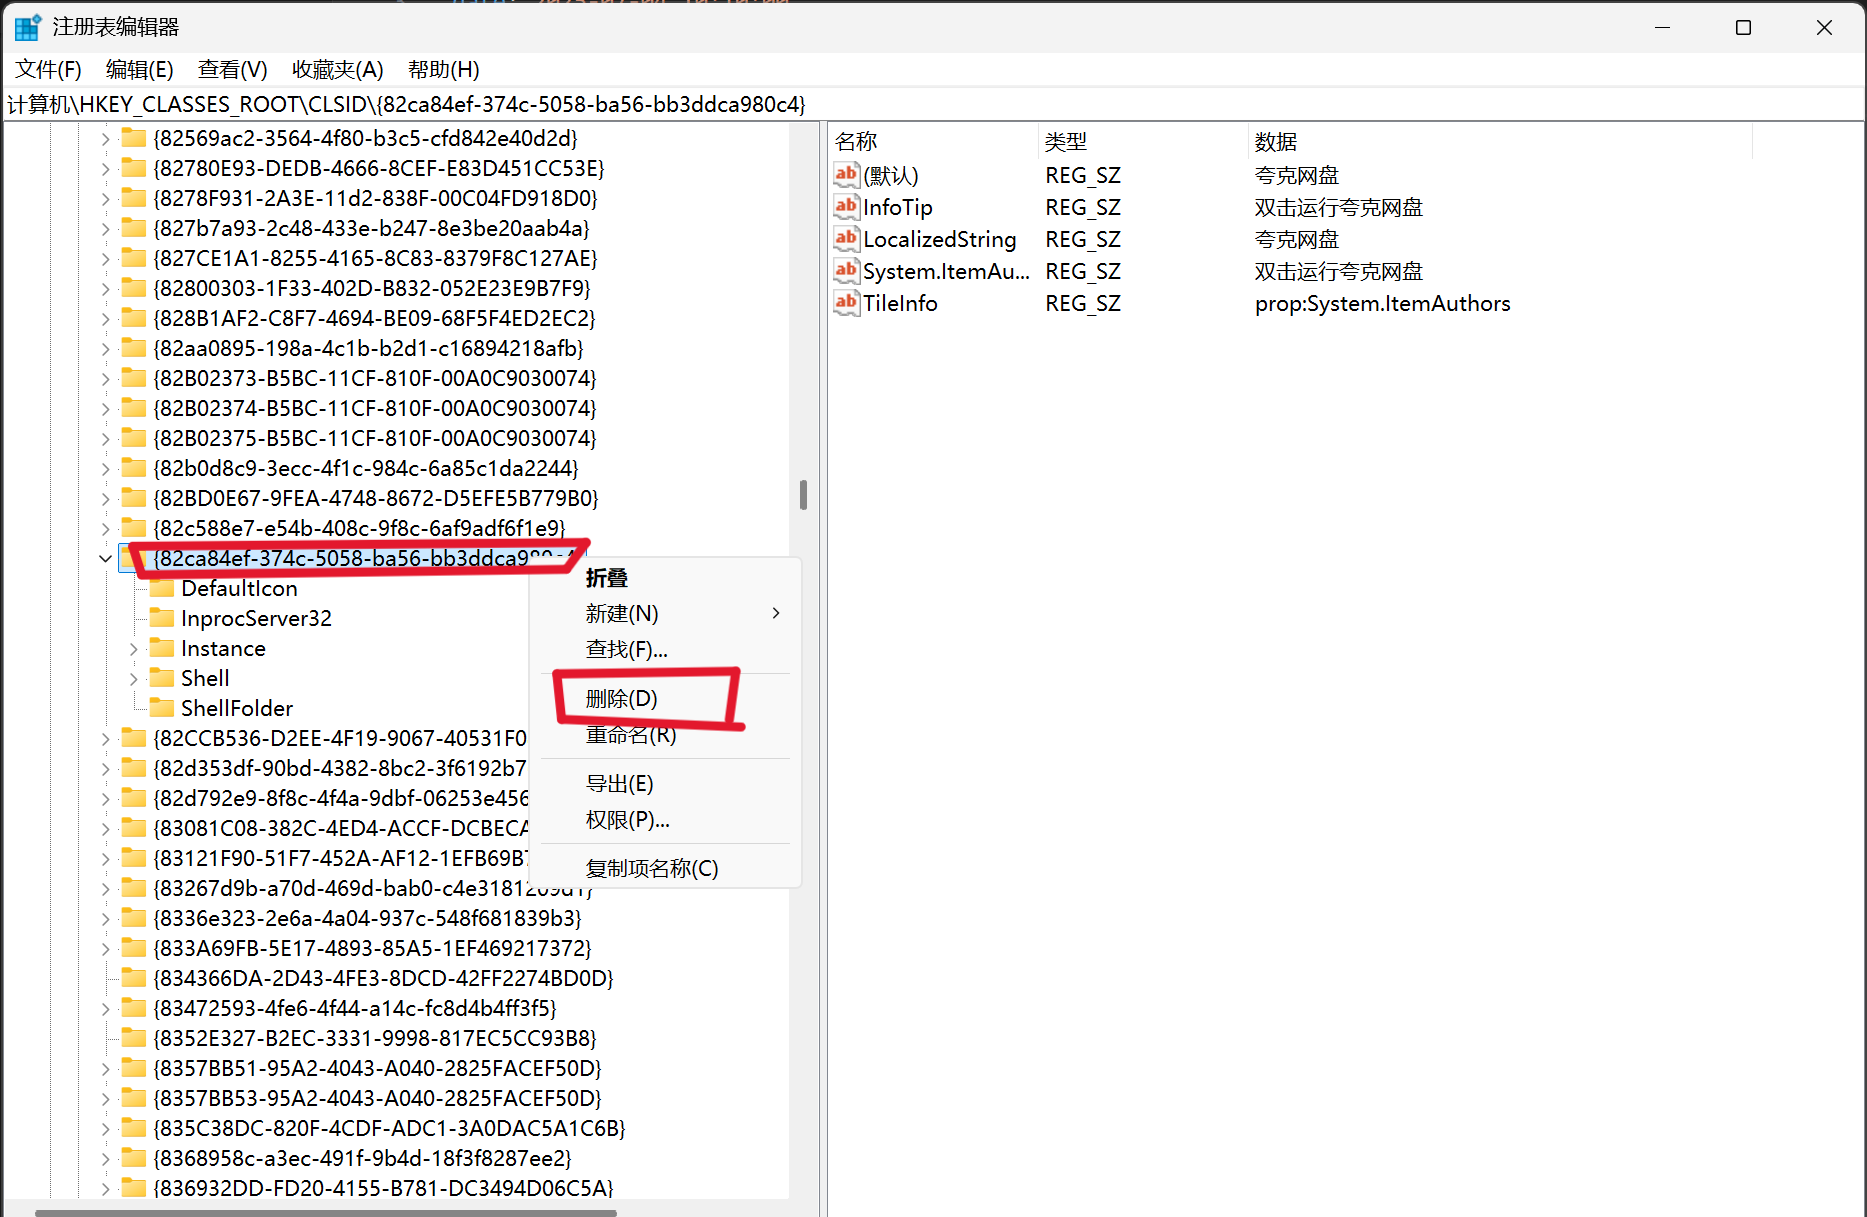 注册表编辑器
文件(F) 编辑(E) 查看(V) 收藏夹(A) 帮助(H)
计算机\HKEY_CLASSES_ROOT\CLSID\{82ca84ef-374c-5058-ba56-bb3ddca980c4}
{82569ac2-3564-4f80-b3c5-cfd842e40d2d}
{82780E93-DEDB-4666-8CEF-E83D451CC53E}
{8278F931-2A3E-11d2-838F-00C04FD918D0}
{827b7a93-2c48-433e-b247-8e3be20aab4a}
{827CE1A1-8255-4165-8C83-8379F8C127AE}
{82800303-1F33-402D-B832-052E23E9B7F9}
{828B1AF2-C8F7-4694-BE09-68F5F4ED2EC2}
{82aa0895-198a-4c1b-b2d1-c16894218afb}
{82B02373-B5BC-11CF-810F-00A0C9030074}
{82B02374-B5BC-11CF-810F-00A0C9030074}
{82B02375-B5BC-11CF-810F-00A0C9030074}
{82b0d8c9-3ecc-4f1c-984c-6a85c1da2244}
{82BD0E67-9FEA-4748-8672-D5EFE5B779B0}
{82c588e7-e54b-408c-9f8c-6af9adf6f1e9}
{82ca84ef-374c-5058-ba56-bb3ddca980c4
DefaultIcon
InprocServer32
Instance
Shell
ShellFolder
{82CCB536-D2EE-4F19-9067-40531F0
{82d353df-90bd-4382-8bc2-3f6192b7
{82d792e9-8f8c-4f4a-9dbf-06253e456
{83081C08-382C-4ED4-ACCF-DCBECA
{83121F90-51F7-452A-AF12-1EFB69B7
{83267d9b-a70d-469d-bab0-c4e3181269d1}
{8336e323-2e6a-4a04-937c-548f681839b3}
{833A69FB-5E17-4893-85A5-1EF469217372}
{834366DA-2D43-4FE3-8DCD-42FF2274BD0D}
{83472593-4fe6-4f44-a14c-fc8d4b4ff3f5}
{8352E327-B2EC-3331-9998-817EC5CC93B8}
{8357BB51-95A2-4043-A040-2825FACEF50D}
{8357BB53-95A2-4043-A040-2825FACEF50D}
{835C38DC-820F-4CDF-ADC1-3A0DAC5A1C6B}
{8368958c-a3ec-491f-9b4d-18f3f8287ee2}
{836932DD-FD20-4155-B781-DC3494D06C5A}
折叠
新建(N)
查找(F)...
删除(D)
重命名(R)
导出(E)
权限(P)...
复制项名称(C)
名称 类型 数据
(默认) REG_SZ 夸克网盘
InfoTip REG_SZ 双击运行夸克网盘
LocalizedString REG_SZ 夸克网盘
System.ItemAu... REG_SZ 双击运行夸克网盘
TileInfo REG_SZ prop:System.ItemAuthors